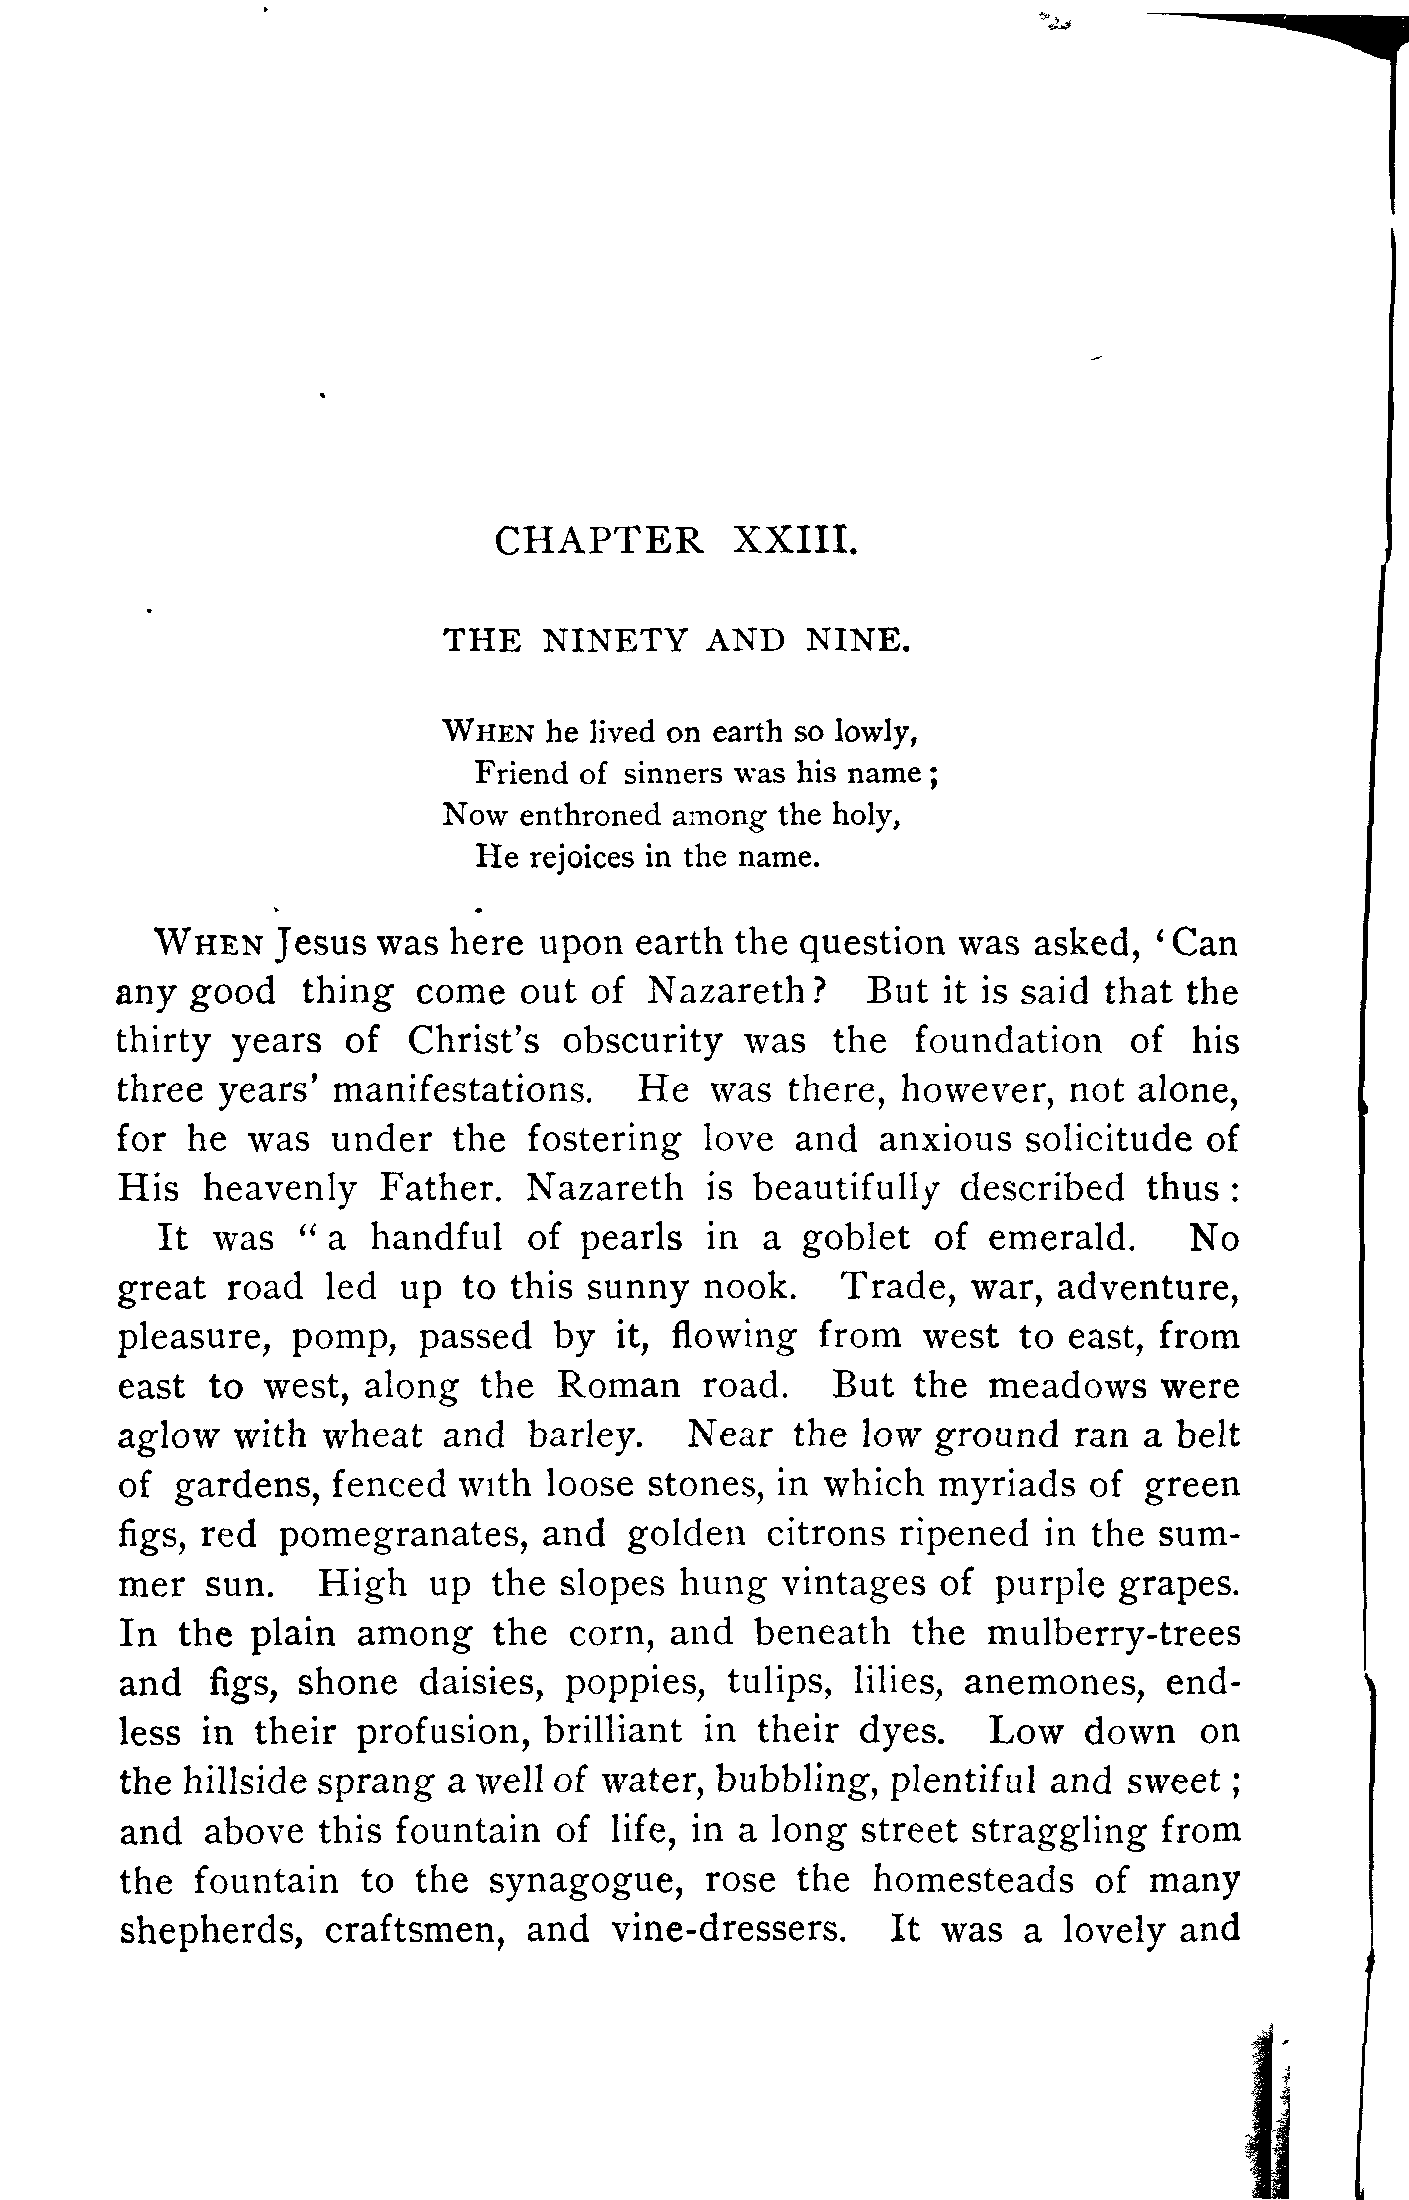 CHAPTER XXIII.
THE NINETY AND NINE.
WHEN he lived on earth so lowly,
Friend of sinners was his name;
Now enthroned among the holy,
He rejoices in the name.
WHEN Jesus was here upon earth the question was asked, ‘Can
any good thing come out of Nazareth? But it is said that the
thirty years of Christ's obscurity was the foundation of his
three years' manifestations. He was there, however, not alone,
for he was under the fostering love and anxious solicitude of
His heavenly Father. Nazareth is beautifully described thus:
It was “a handful of pearls in a goblet of emerald. No
great road led up to this sunny nook. Trade, war, adventure,
pleasure, pomp, passed by it, flowing from west to east, from
east to west, along the Roman road. But the meadows were
aglow with wheat and barley. Near the low ground ran a belt
of gardens, fenced with loose stones, in which myriads of green
figs, red pomegranates, and golden citrons ripened in the sum-
mer sun. High up the slopes hung vintages of purple grapes.
In the plain among the corn, and beneath the mulberry-trees
and figs, shone daisies, poppies, tulips, lilies, anemones, end-
less in their profusion, brilliant in their dyes. Low down on
the hillside sprang a well of water, bubbling, plentiful and sweet;
and above this fountain of life, in a long street straggling from
the fountain to the synagogue, rose the homesteads of many
shepherds, craftsmen, and vine-dressers. It was a lovely and